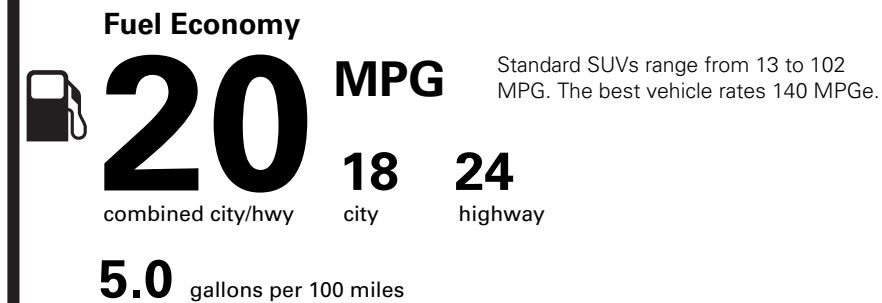 Fuel Economy
20 MPG
Standard SUVs range from 13 to 102
MPG. The best vehicle rates 140 MPGe.
18 24
combined city/hwy city highway
5.0 gallons per 100 miles